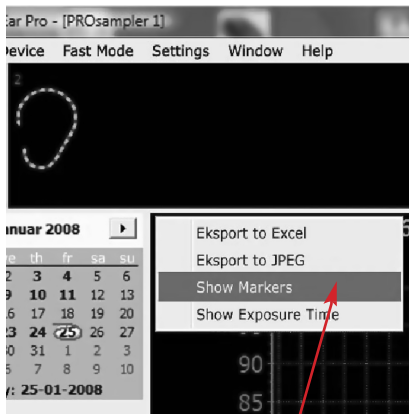 Ear Pro - [PROsampler 1]
Device Fast Mode Settings Window Help
2
anuar 2008
we th fr sa su
2 3 4 5 6
9 10 11 12 13
16 17 18 19 20
23 24 25 26 27
30 31 1 2 3
6 7 8 9 10
y: 25-01-2008
Eksport to Excel
Eksport to JPEG
Show Markers
Show Exposure Time
90
85